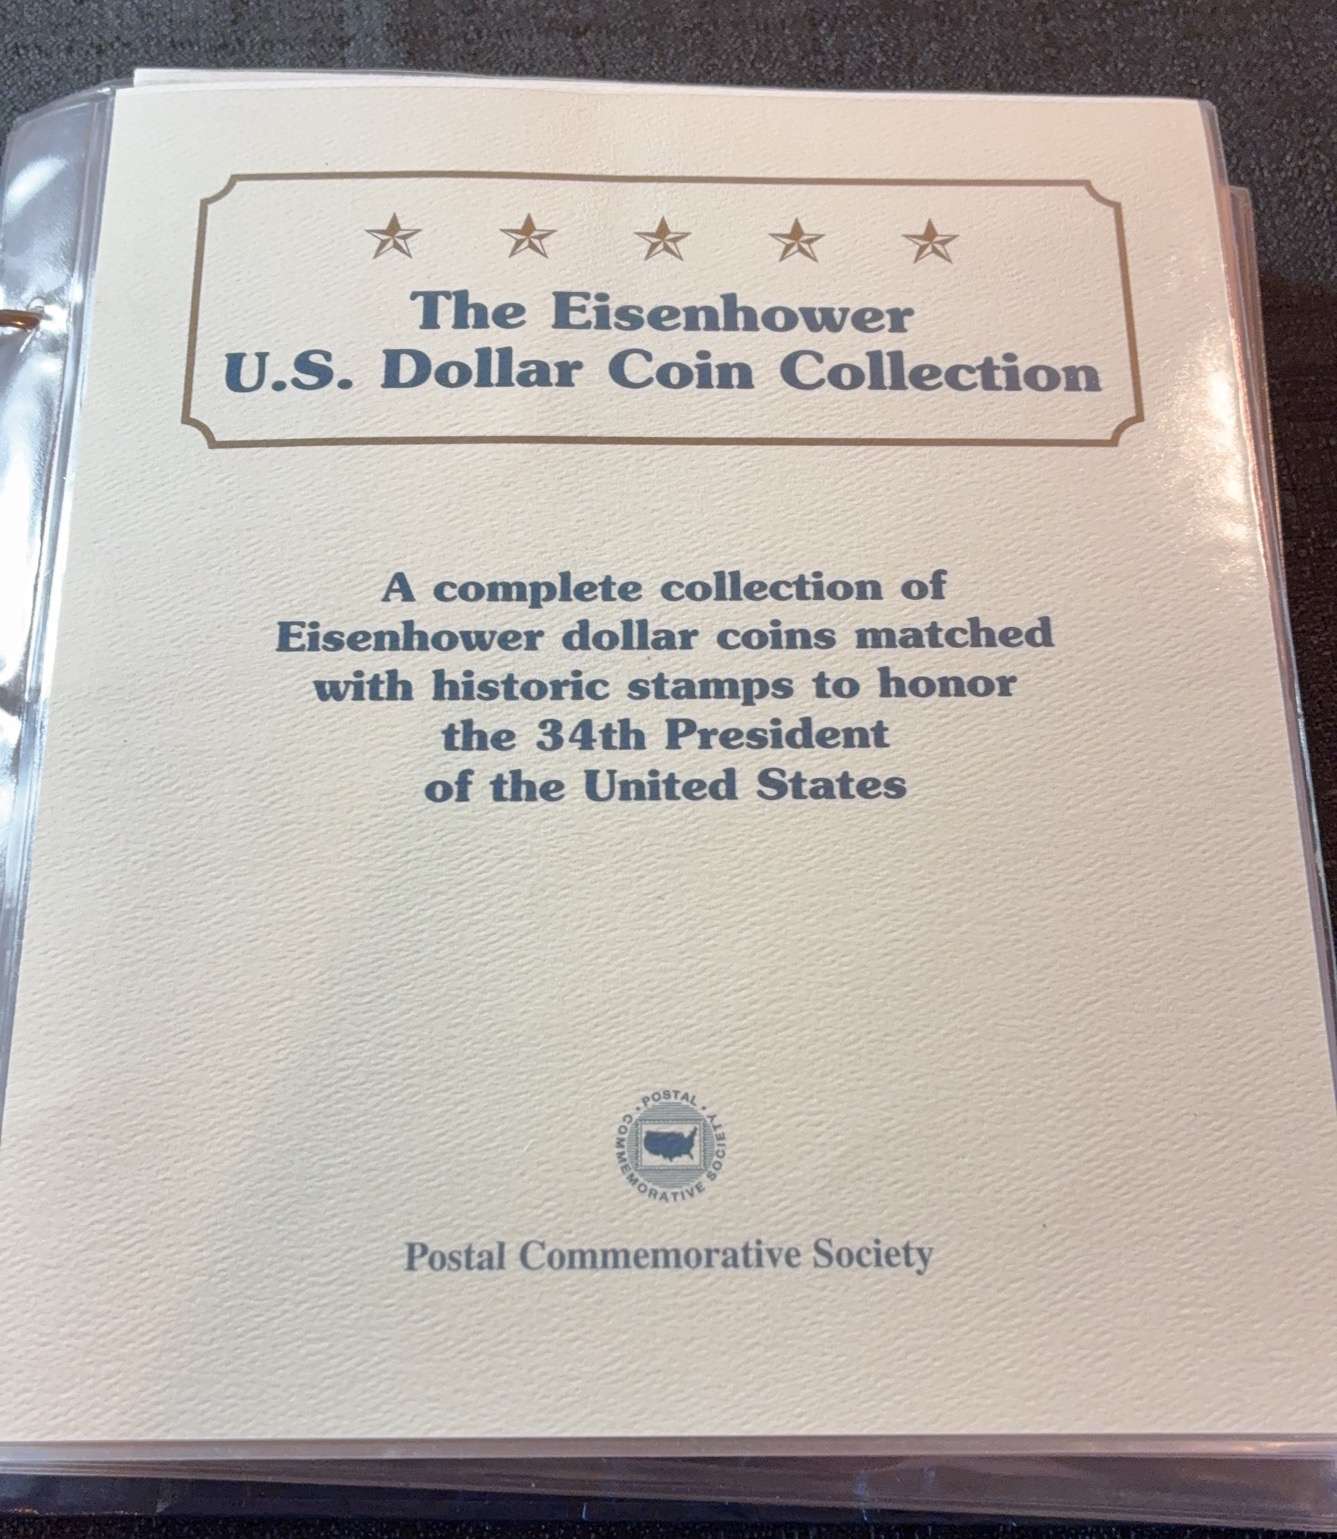 The Eisenhower
U.S. Dollar Coin Collection
A complete collection of
Eisenhower dollar coins matched
with historic stamps to honor
the 34th President
of the United States
• POSTAL •
COMMEMORATIVE SOCIETY
Postal Commemorative Society